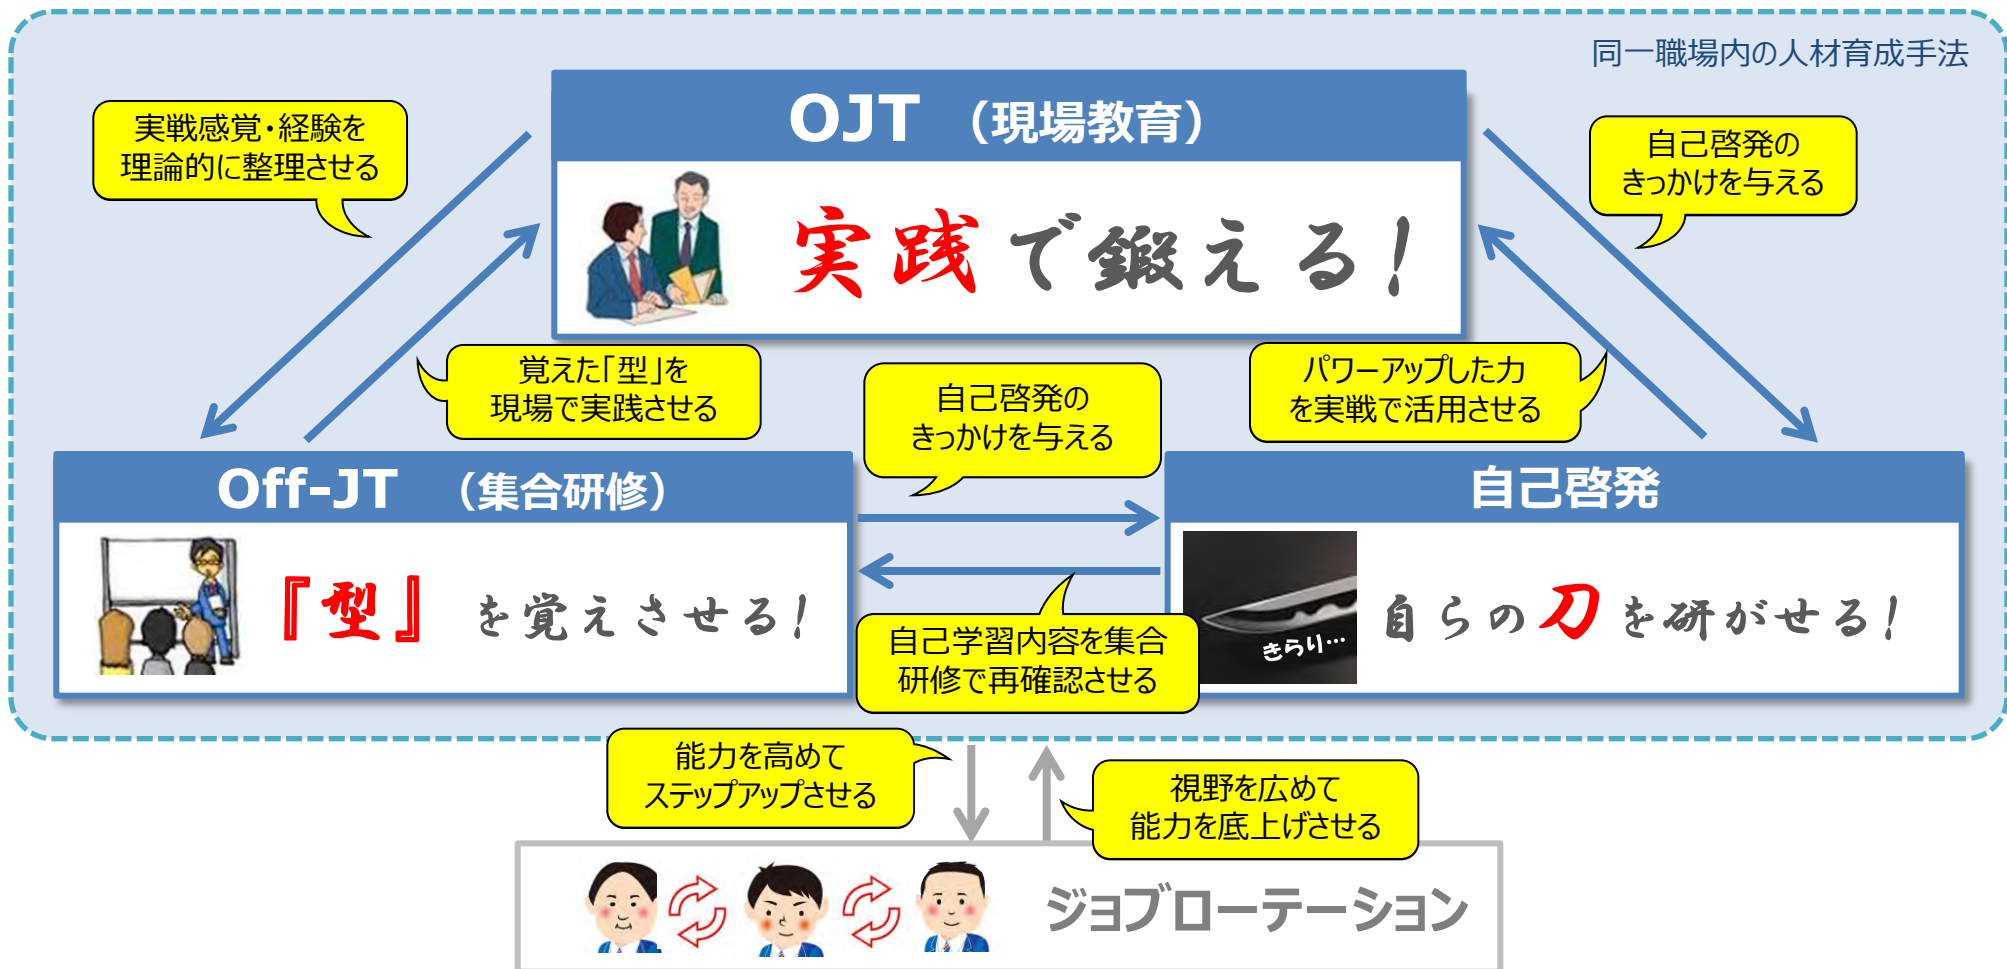 同一職場内の人材育成手法
OJT （現場教育）
実戦感覚・経験を
理論的に整理させる
自己啓発の
きっかけを与える
実践で鍛える！
覚えた「型」を
現場で実践させる
自己啓発の
きっかけを与える
パワーアップした力
を実戦で活用させる
Off-JT （集合研修）
自己啓発
『型』を覚えさせる！
きらり…
自らの刀を研がせる！
自己学習内容を集合
研修で再確認させる
能力を高めて
ステップアップさせる
視野を広めて
能力を底上げさせる
ジョブローテーション